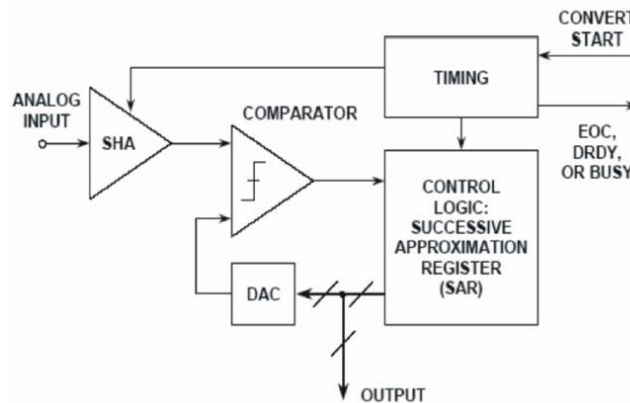 CONVERT
START
TIMING
ANALOG
INPUT
COMPARATOR
SHA
EOC,
DRDY,
OR BUSY
CONTROL
LOGIC:
SUCCESSIVE
APPROXIMATION
REGISTER
(SAR)
DAC
OUTPUT